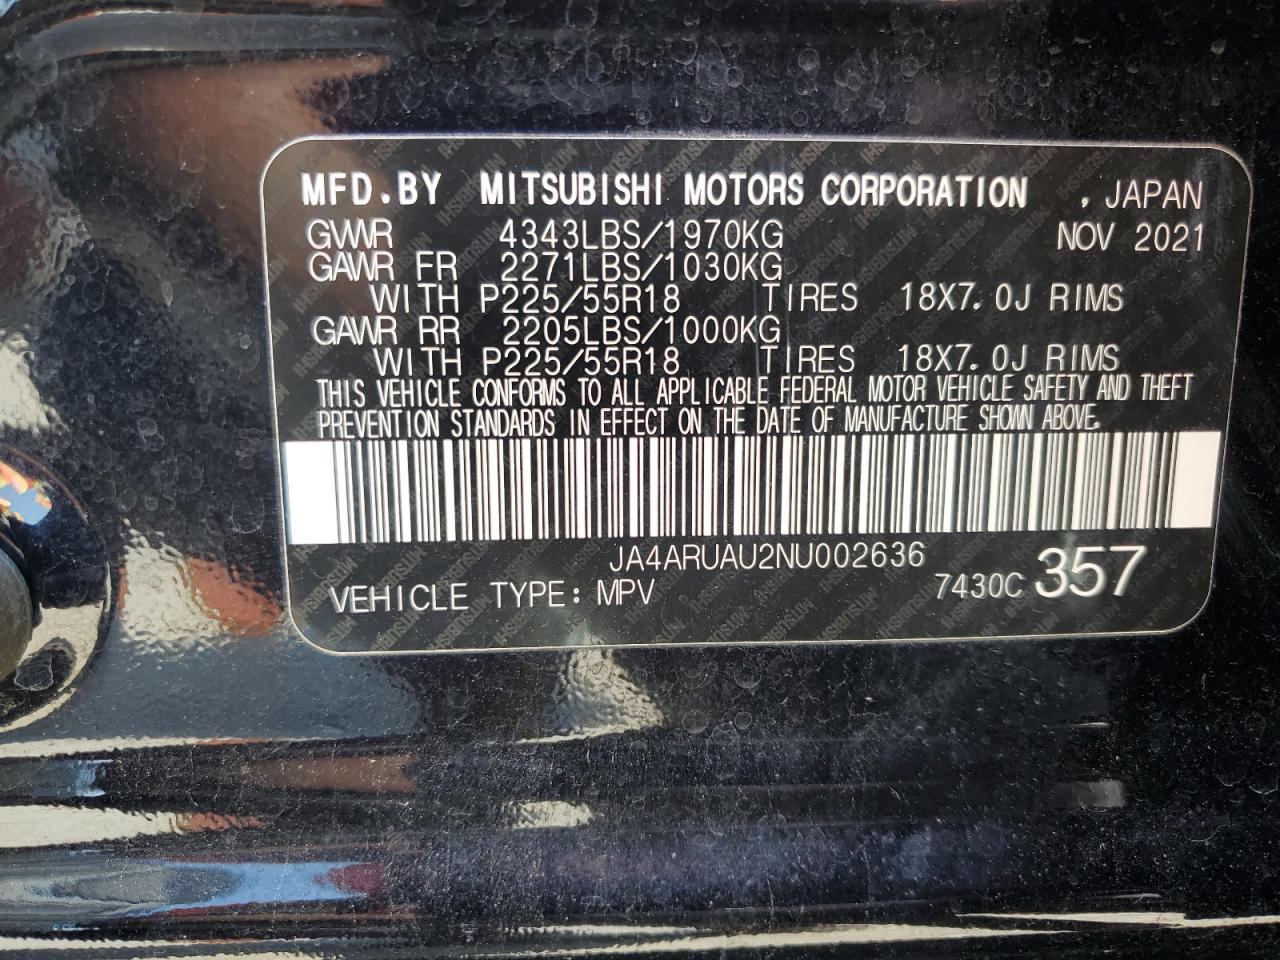 MFD.BY MITSUBISHI MOTORS CORPORATION , JAPAN
GVWR 4343LBS/1970KG NOV 2021
GAWR FR 2271LBS/1030KG
WITH P225/55R18 TIRES 18X7.0J RIMS
GAWR RR 2205LBS/1000KG
WITH P225/55R18 TIRES 18X7.0J RIMS
THIS VEHICLE CONFORMS TO ALL APPLICABLE FEDERAL MOTOR VEHICLE SAFETY AND THEFT
PREVENTION STANDARDS IN EFFECT ON THE DATE OF MANUFACTURE SHOWN ABOVE.
JA4ARUAU2NU002636
VEHICLE TYPE: MPV 7430C 357